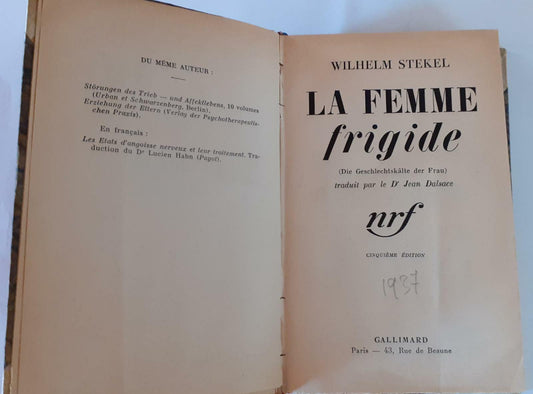 DU MÊME AUTEUR :
Störungen des Trieb — und Affektlebens, 10 volumes
(Urban et Schwarzenberg, Berlin).
Erziehung der Eltern (Verlag der Psychotherapeutis-
chen Praxis).
En français :
Les Etats d'angoisse nerveux et leur traitement. Tra-
duction du Dr Lucien Hahn (Payot).
WILHELM STEKEL
LA FEMME
frigide
(Die Geschlechtskälte der Frau)
traduit par le Dr Jean Dalsace
nrf
CINQUIÈME ÉDITION
1937
GALLIMARD
Paris — 43, Rue de Beaune